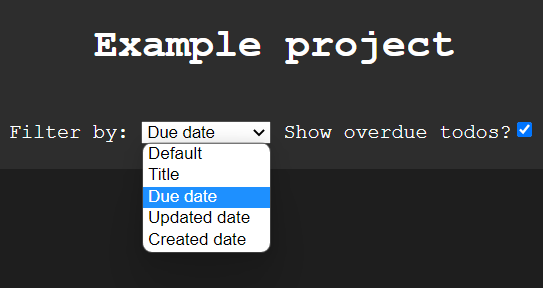 Example project
Filter by: Due date Show overdue todos?
Default
Title
Due date
Updated date
Created date